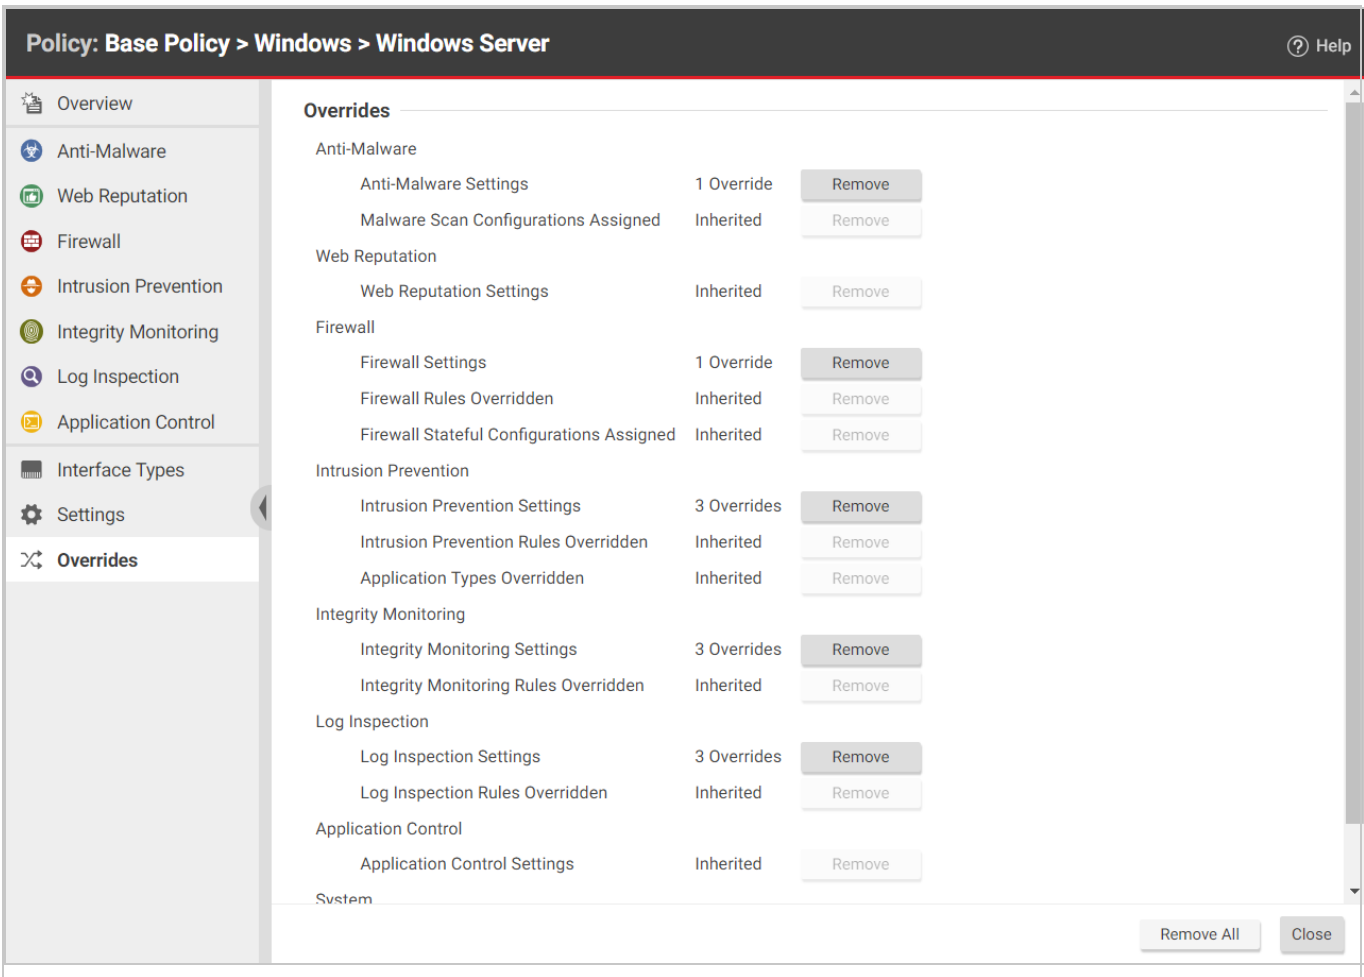 Policy: Base Policy > Windows > Windows Server
Help
Overview
Anti-Malware
Web Reputation
Firewall
Intrusion Prevention
Integrity Monitoring
Log Inspection
Application Control
Interface Types
Settings
Overrides
Overrides
Anti-Malware
Anti-Malware Settings 1 Override Remove
Malware Scan Configurations Assigned Inherited Remove
Web Reputation
Web Reputation Settings Inherited Remove
Firewall
Firewall Settings 1 Override Remove
Firewall Rules Overridden Inherited Remove
Firewall Stateful Configurations Assigned Inherited Remove
Intrusion Prevention
Intrusion Prevention Settings 3 Overrides Remove
Intrusion Prevention Rules Overridden Inherited Remove
Application Types Overridden Inherited Remove
Integrity Monitoring
Integrity Monitoring Settings 3 Overrides Remove
Integrity Monitoring Rules Overridden Inherited Remove
Log Inspection
Log Inspection Settings 3 Overrides Remove
Log Inspection Rules Overridden Inherited Remove
Application Control
Application Control Settings Inherited Remove
System
Remove All Close